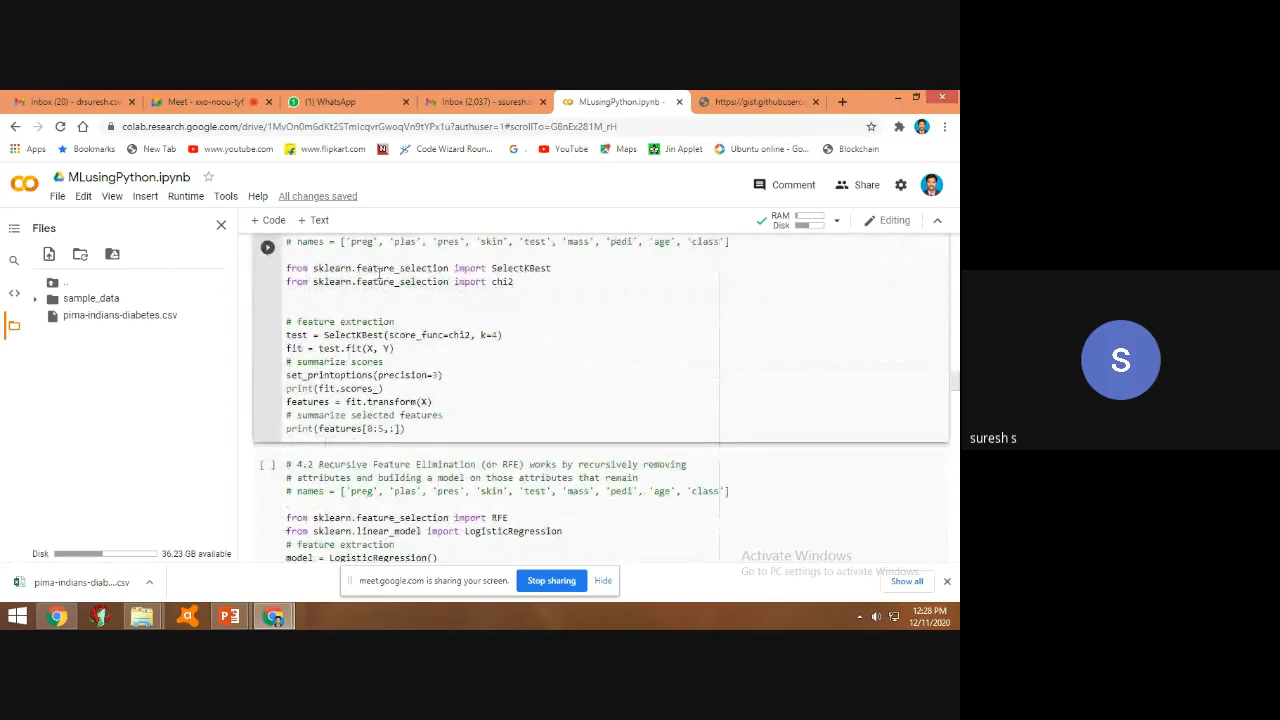 Inbox (20) - drsuresh.cse
Meet - xxo-noou-tyf
(1) WhatsApp
Inbox (2,037) - ssuresh.s
MLusingPython.ipynb -
https://gist.githubuserc
colab.research.google.com/drive/1MvOn0m6dKt2STmIcqvrGwoqVn9tYPx1u?authuser=1#scrollTo=G8nEx281M_rH
Apps
Bookmarks
New Tab
www.youtube.com
www.flipkart.com
Code Wizard Roun...
G .
YouTube
Maps
Jin Applet
Ubuntu online - Go...
Blockchain
MLusingPython.ipynb
Comment
Share
File Edit View Insert Runtime Tools Help All changes saved
+ Code + Text
RAM
Disk
Editing
Files
..
sample_data
pima-indians-diabetes.csv
# names = ['preg', 'plas', 'pres', 'skin', 'test', 'mass', 'pedi', 'age', 'class']
from sklearn.feature_selection import SelectKBest
from sklearn.feature_selection import chi2
# feature extraction
test = SelectKBest(score_func=chi2, k=4)
fit = test.fit(X, Y)
# summarize scores
set_printoptions(precision=3)
print(fit.scores_)
features = fit.transform(X)
# summarize selected features
print(features[0:5,:])
[ ] # 4.2 Recursive Feature Elimination (or RFE) works by recursively removing
# attributes and building a model on those attributes that remain
# names = ['preg', 'plas', 'pres', 'skin', 'test', 'mass', 'pedi', 'age', 'class']
from sklearn.feature_selection import RFE
from sklearn.linear_model import LogisticRegression
# feature extraction
model = LogisticRegression()
Disk
36.23 GB available
Activate Windows
Go to PC settings to activate Windows.
pima-indians-diab....csv
meet.google.com is sharing your screen.
Stop sharing
Hide
Show all
12:28 PM
12/11/2020
S
suresh s